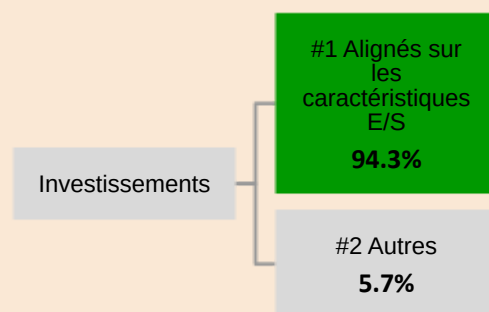 #1 Alignés sur
les
caractéristiques
E/S
94.3%
Investissements
#2 Autres
5.7%